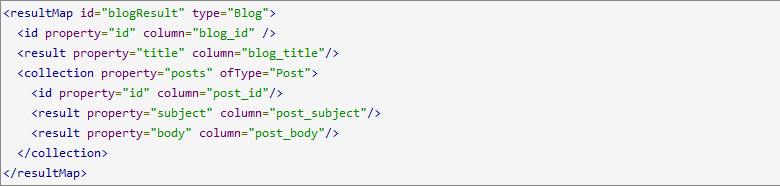 <resultMap id="blogResult" type="Blog">
  <id property="id" column="blog_id" />
  <result property="title" column="blog_title"/>
  <collection property="posts" ofType="Post">
    <id property="id" column="post_id"/>
    <result property="subject" column="post_subject"/>
    <result property="body" column="post_body"/>
  </collection>
</resultMap>